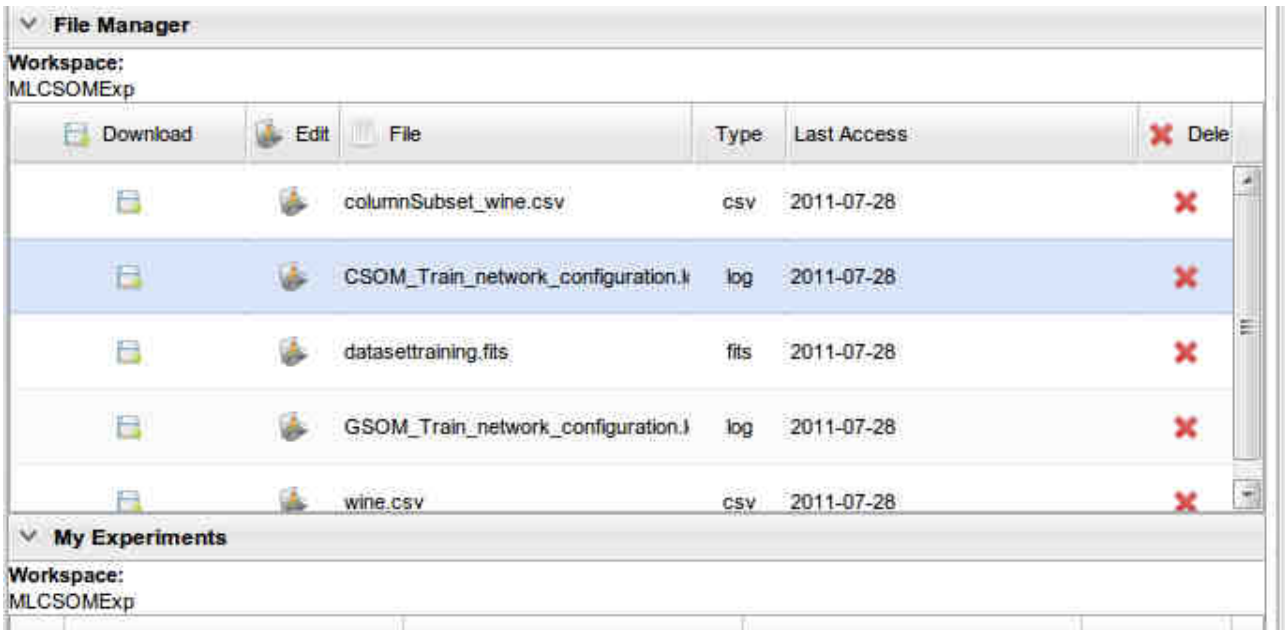 File Manager
Workspace:
MLCSOMExp
Download Edit File Type Last Access Dele
columnSubset_wine.csv csv 2011-07-28
CSOM_Train_network_configuration.l log 2011-07-28
datasettraining.fits fits 2011-07-28
GSOM_Train_network_configuration.l log 2011-07-28
wine.csv csv 2011-07-28
My Experiments
Workspace:
MLCSOMExp